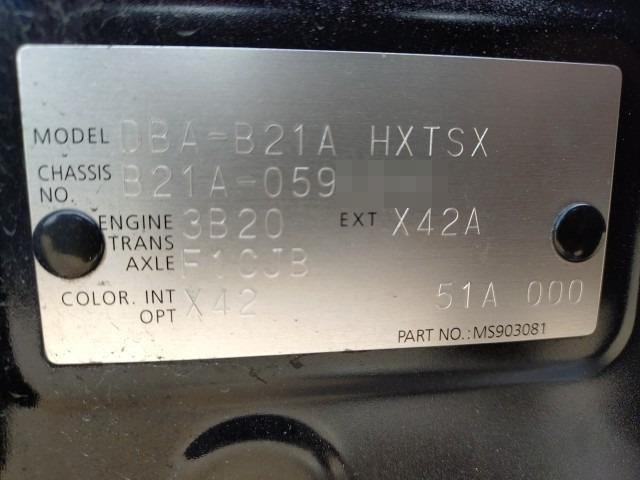 MODEL DBA-B21A HXTSX
CHASSIS NO. B21A-059
ENGINE 3B20 EXT X42A
TRANS AXLE F1CJB
COLOR. INT OPT X42 51A 000
PART NO.:MS903081